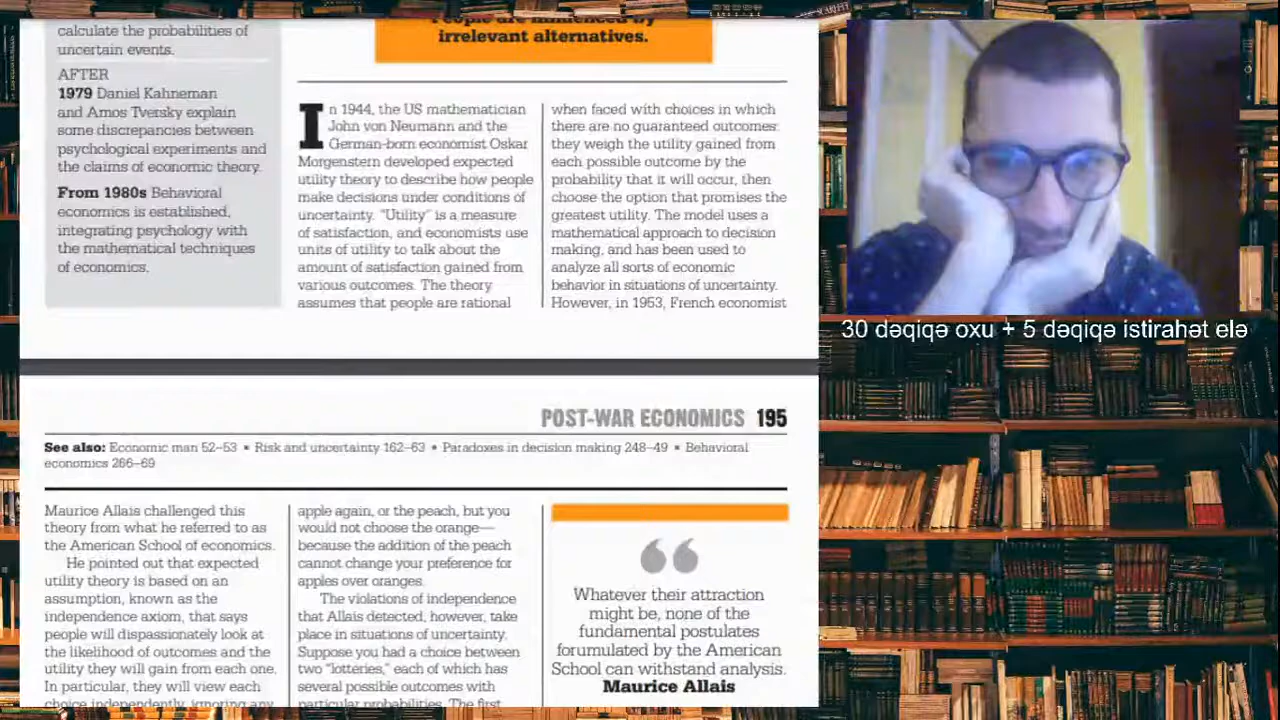 calculate the probabilities of
uncertain events.
AFTER
1979 Daniel Kahneman
and Amos Tversky explain
some discrepancies between
psychological experiments and
the claims of economic theory.
From 1980s Behavioral
economics is established,
integrating psychology with
the mathematical techniques
of economics.
People are influenced by
irrelevant alternatives.
In 1944, the US mathematician
John von Neumann and the
German-born economist Oskar
Morgenstern developed expected
utility theory to describe how people
make decisions under conditions of
uncertainty. “Utility” is a measure
of satisfaction, and economists use
units of utility to talk about the
amount of satisfaction gained from
various outcomes. The theory
assumes that people are rational
when faced with choices in which
there are no guaranteed outcomes:
they weigh the utility gained from
each possible outcome by the
probability that it will occur, then
choose the option that promises the
greatest utility. The model uses a
mathematical approach to decision
making, and has been used to
analyze all sorts of economic
behavior in situations of uncertainty.
However, in 1953, French economist
30 dəqiqə oxu + 5 dəqiqə istirahət elə
POST-WAR ECONOMICS 195
See also: Economic man 52–53 ▪ Risk and uncertainty 162–63 ▪ Paradoxes in decision making 248–49 ▪ Behavioral
economics 266–69
Maurice Allais challenged this
theory from what he referred to as
the American School of economics.
He pointed out that expected
utility theory is based on an
assumption, known as the
independence axiom, that says
people will dispassionately look at
the likelihood of outcomes and the
utility they gain from each one.
In particular, they will view each
choice independently, ignoring any
apple again, or the peach, but you
would not choose the orange—
because the addition of the peach
cannot change your preference for
apples over oranges.
The violations of independence
that Allais detected, however, take
place in situations of uncertainty.
Suppose you had a choice between
two “lotteries,” each of which has
several possible outcomes with
particular probabilities. The first
Whatever their attraction
might be, none of the
fundamental postulates
forumulated by the American
School can withstand analysis.
Maurice Allais